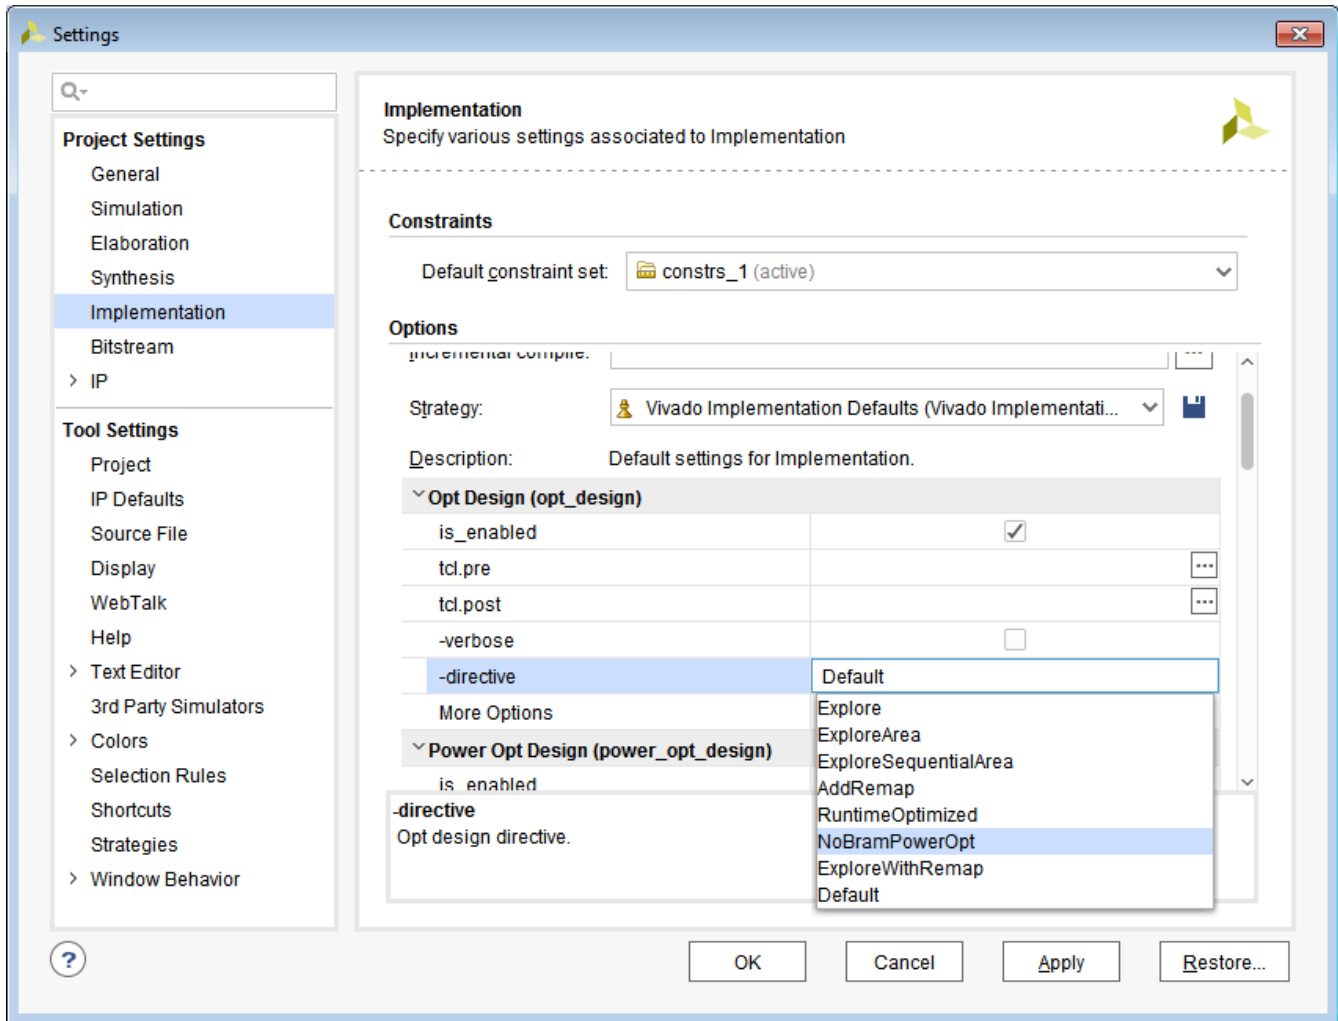 Settings
Project Settings
General
Simulation
Elaboration
Synthesis
Implementation
Bitstream
IP
Tool Settings
Project
IP Defaults
Source File
Display
WebTalk
Help
Text Editor
3rd Party Simulators
Colors
Selection Rules
Shortcuts
Strategies
Window Behavior
Implementation
Specify various settings associated to Implementation
Constraints
Default constraint set: constrs_1 (active)
Options
Incremental compile: ...
Strategy: Vivado Implementation Defaults (Vivado Implementati...
Description: Default settings for Implementation.
Opt Design (opt_design)
is_enabled
tcl.pre ...
tcl.post ...
-verbose
-directive Default
More Options
Explore
ExploreArea
ExploreSequentialArea
AddRemap
RuntimeOptimized
NoBramPowerOpt
ExploreWithRemap
Default
Power Opt Design (power_opt_design)
is_enabled
-directive
Opt design directive.
? OK Cancel Apply Restore...